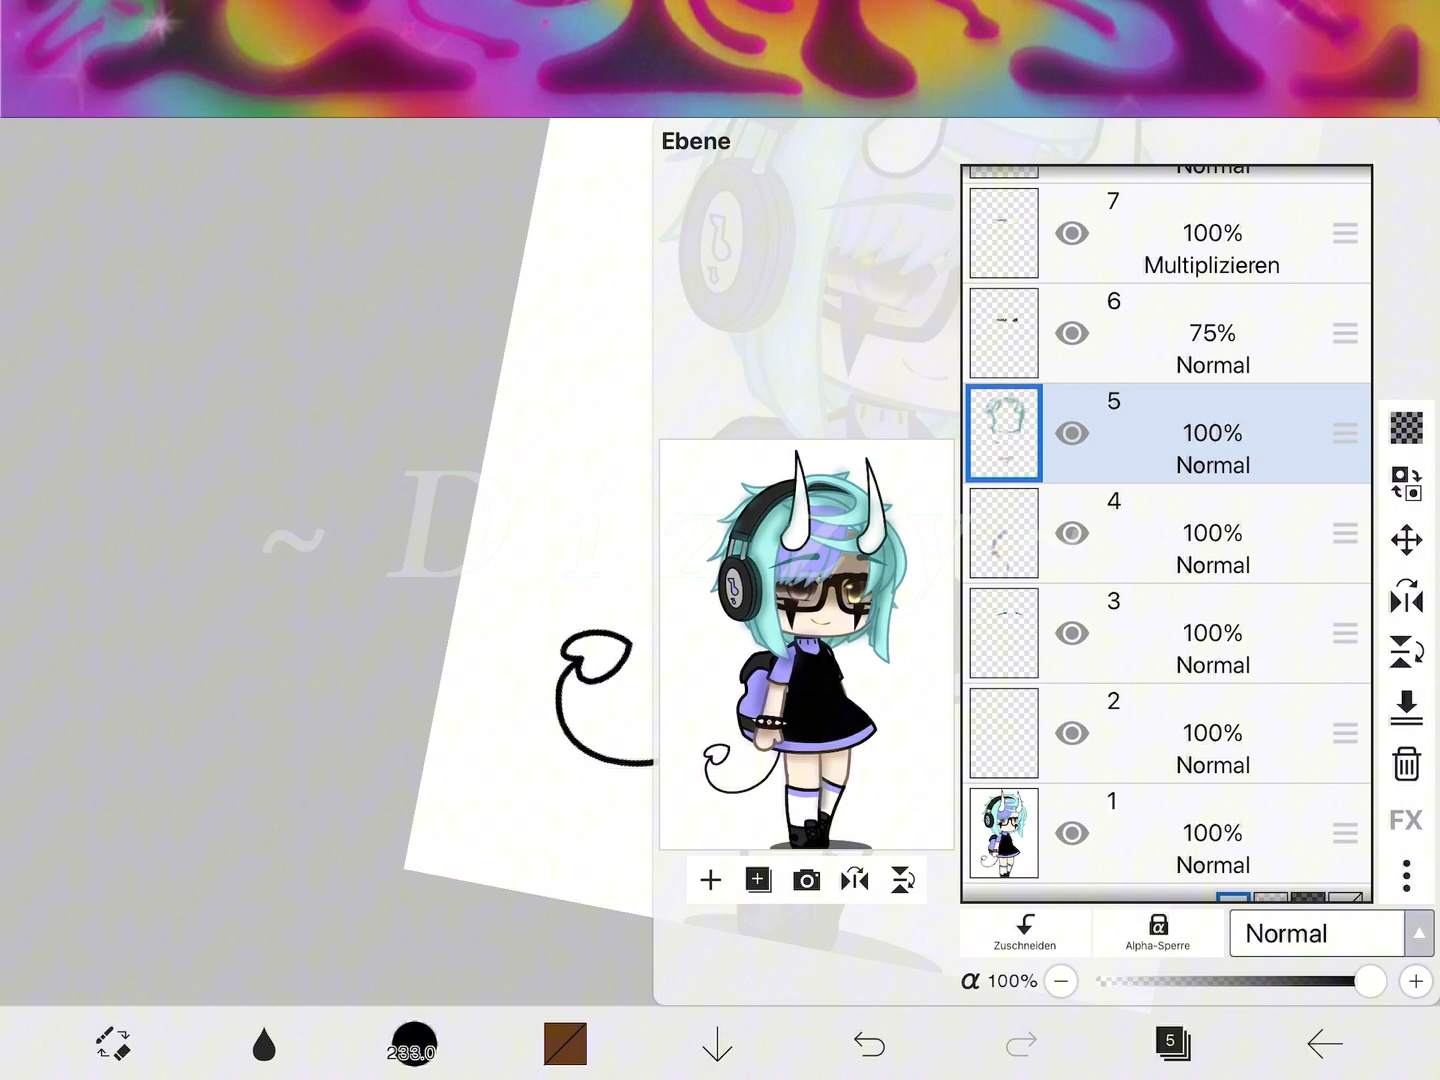 Ebene
Normal
7
100%
Multiplizieren
6
75%
Normal
5
100%
Normal
~ Dizzy ~
4
100%
Normal
3
100%
Normal
2
100%
Normal
1
100%
Normal
FX
Zuschneiden
Alpha-Sperre
Normal
α 100%
233.0
5